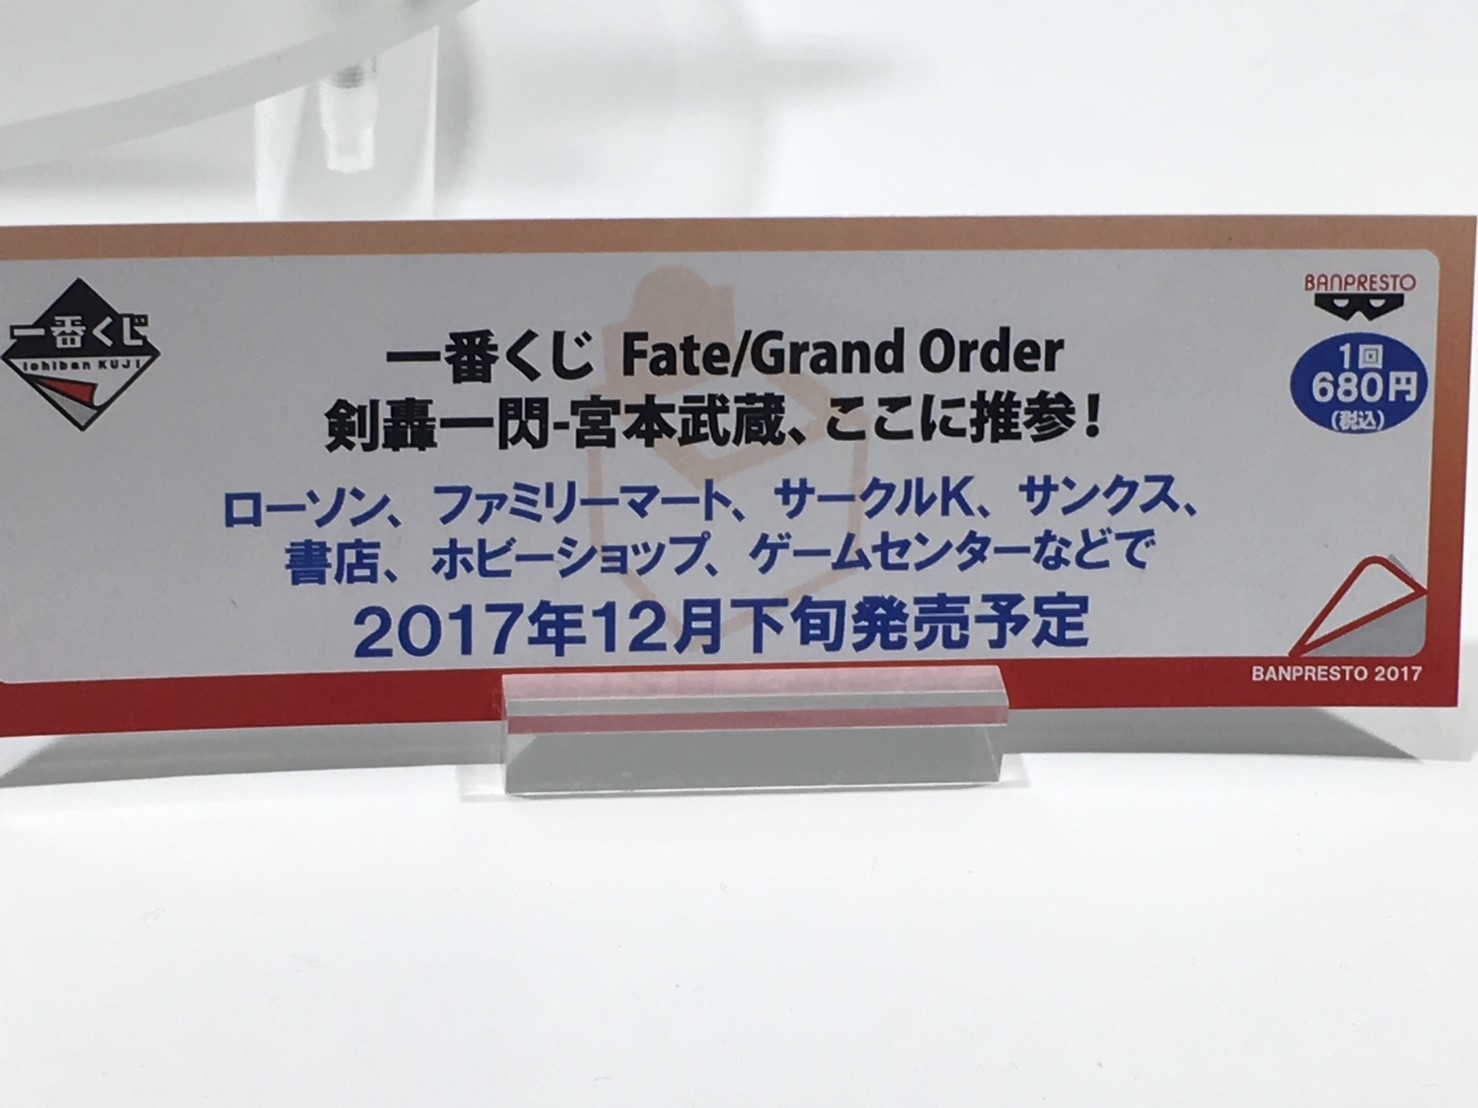 一番くじ
Ichiban KUJI
BANPRESTO
1回
680円
(税込)
一番くじ Fate/Grand Order
剣轟一閃-宮本武蔵、ここに推参!
ローソン、ファミリーマート、サークルK、サンクス、
書店、ホビーショップ、ゲームセンターなどで
2017年12月下旬発売予定
BANPRESTO 2017